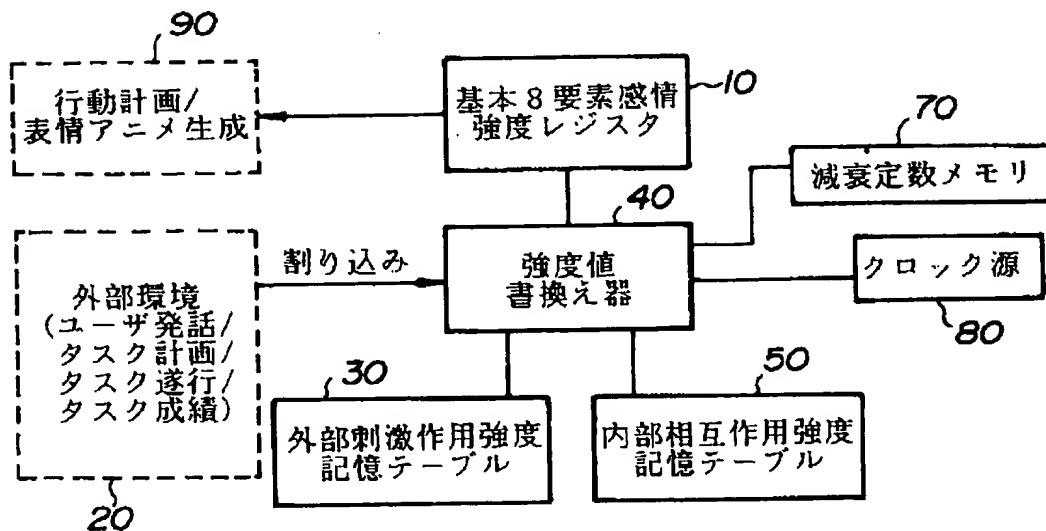 90
行動計画/
表情アニメ生成
基本8要素感情
強度レジスタ
10
70
減衰定数メモリ
40
割り込み
強度値
書換え器
クロック源
80
外部環境
(ユーザ発話/
タスク計画/
タスク遂行/
タスク成績)
20
30
外部刺激作用強度
記憶テーブル
50
内部相互作用強度
記憶テーブル